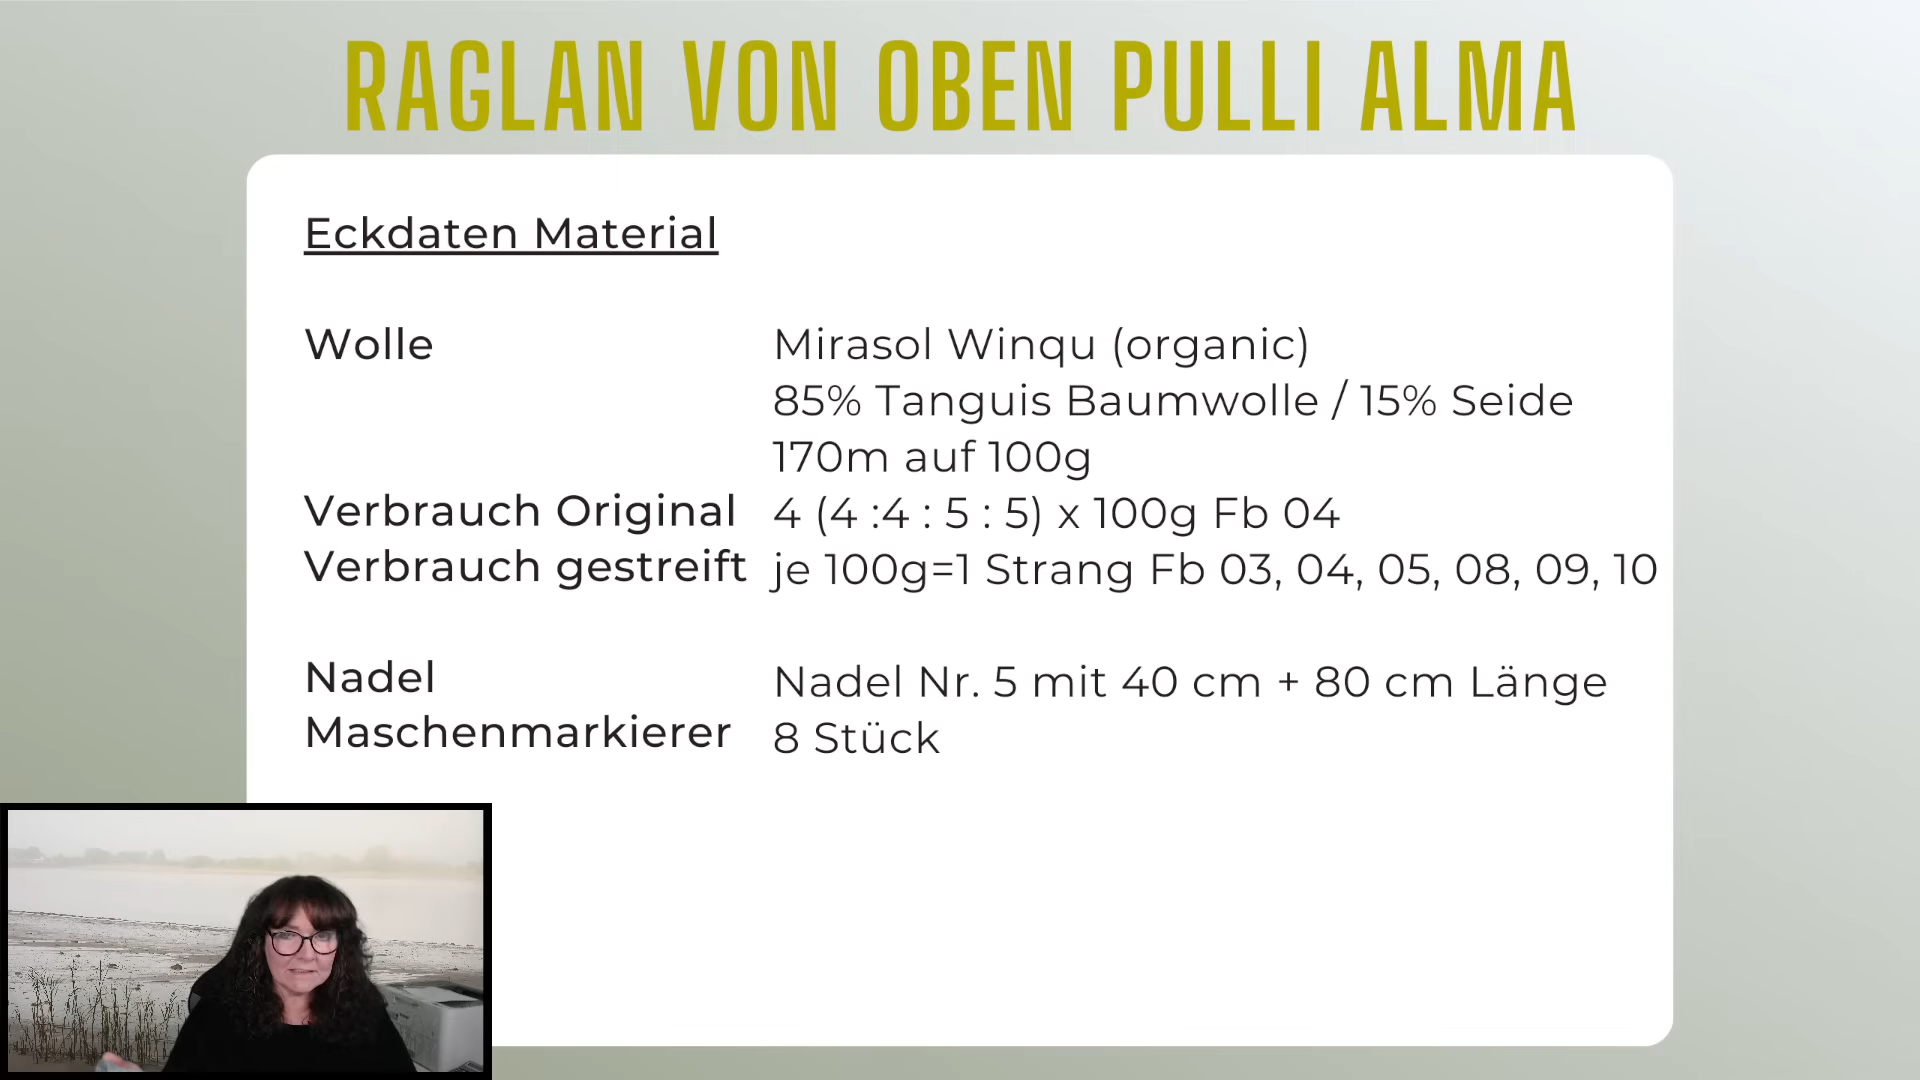 RAGLAN VON OBEN PULLI ALMA
Eckdaten Material
Wolle Mirasol Winqu (organic)
85% Tanguis Baumwolle / 15% Seide
170m auf 100g
Verbrauch Original 4 (4 :4 : 5 : 5) x 100g Fb 04
Verbrauch gestreift je 100g=1 Strang Fb 03, 04, 05, 08, 09, 10
Nadel Nadel Nr. 5 mit 40 cm + 80 cm Länge
Maschenmarkierer 8 Stück